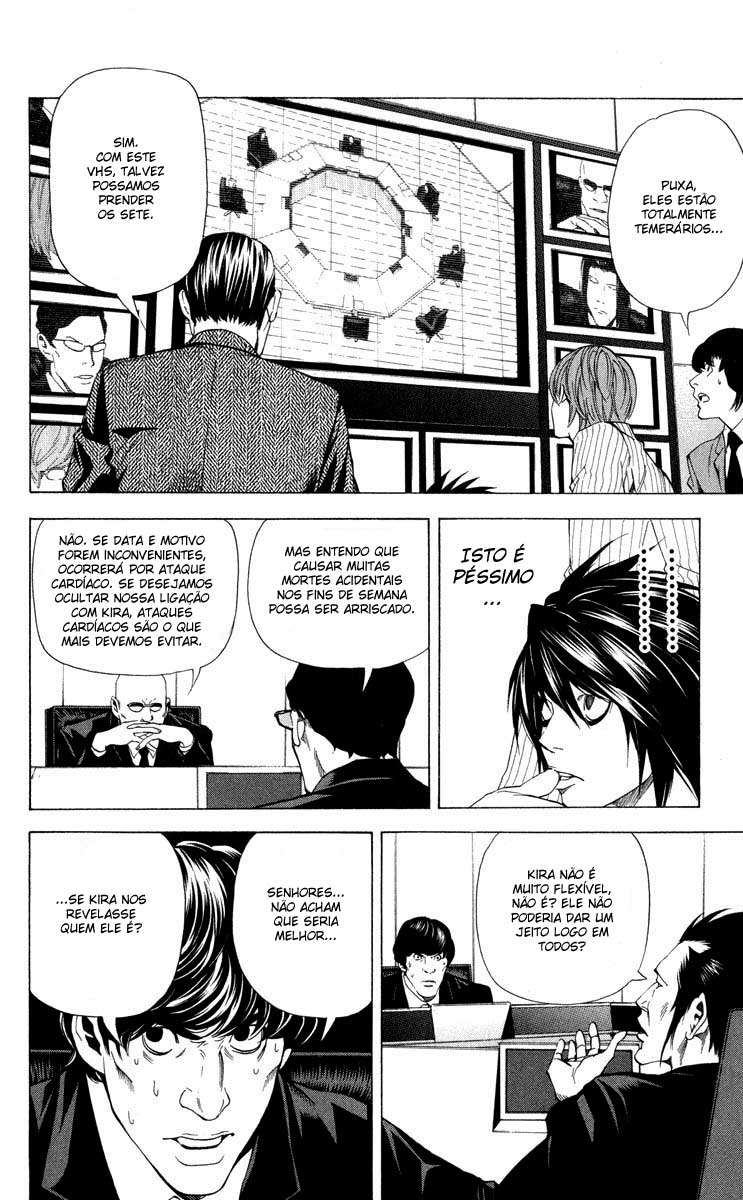 PUXA,
ELES ESTÃO
TOTALMENTE
TEMERÁRIOS...
SIM.
COM ESTE
VHS, TALVEZ
POSSAMOS
PRENDER
OS SETE.
ISTO É
PÉSSIMO
...
MAS ENTENDO QUE
CAUSAR MUITAS
MORTES ACIDENTAIS
NOS FINS DE SEMANA
POSSA SER ARRISCADO.
NÃO. SE DATA E MOTIVO
FOREM INCONVENIENTES,
OCORRERÁ POR ATAQUE
CARDÍACO. SE DESEJAMOS
OCULTAR NOSSA LIGAÇÃO
COM KIRA, ATAQUES
CARDÍACOS SÃO O QUE
MAIS DEVEMOS EVITAR.
KIRA NÃO É
MUITO FLEXÍVEL,
NÃO É? ELE NÃO
PODERIA DAR UM
JEITO LOGO EM
TODOS?
SENHORES...
NÃO ACHAM
QUE SERIA
MELHOR...
...SE KIRA NOS
REVELASSE
QUEM ELE É?